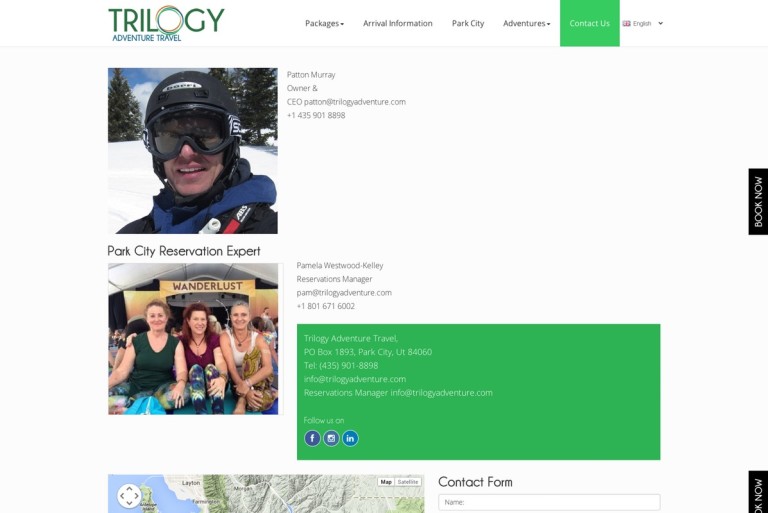 TRILOGY
ADVENTURE TRAVEL
Packages
Arrival Information
Park City
Adventures
Contact Us
English
Patton Murray
Owner &
CEO patton@trilogyadventure.com
+1 435 901 8898
BOOK NOW
Park City Reservation Expert
WANDERLUST
Pamela Westwood-Kelley
Reservations Manager
pam@trilogyadventure.com
+1 801 671 6002
Trilogy Adventure Travel,
PO Box 1893, Park City, Ut 84060
Tel: (435) 901-8898
info@trilogyadventure.com
Reservations Manager info@trilogyadventure.com
Follow us on
Layton
Morgan
Farmington
Map
Satellite
Contact Form
Name:
OK NOW